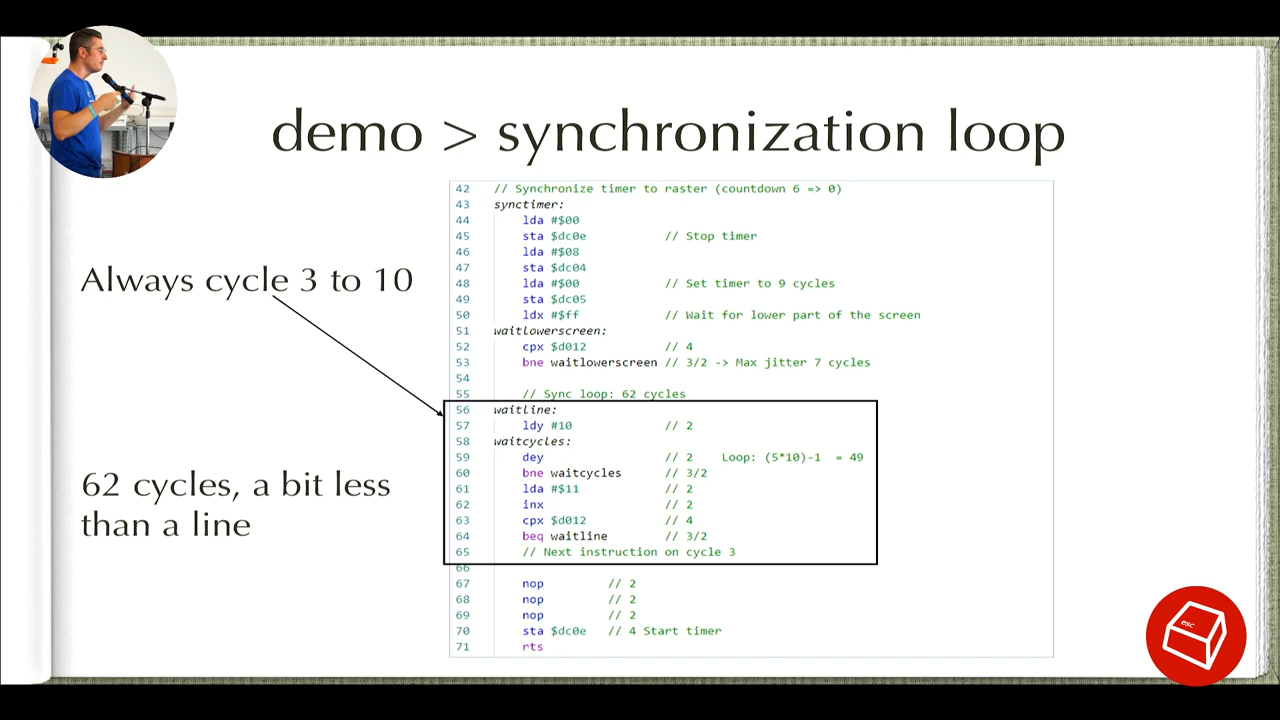 demo > synchronization loop
Always cycle 3 to 10
62 cycles, a bit less
than a line
42 // Synchronize timer to raster (countdown 6 => 0)
43 synctimer:
44 lda #$00
45 sta $dc0e // Stop timer
46 lda #$08
47 sta $dc04
48 lda #$00 // Set timer to 9 cycles
49 sta $dc05
50 ldx #$ff // Wait for lower part of the screen
51 waitlowerscreen:
52 cpx $d012 // 4
53 bne waitlowerscreen // 3/2 -> Max jitter 7 cycles
54
55 // Sync loop: 62 cycles
56 waitline:
57 ldy #10 // 2
58 waitcycles:
59 dey // 2 Loop: (5*10)-1 = 49
60 bne waitcycles // 3/2
61 lda #$11 // 2
62 inx // 2
63 cpx $d012 // 4
64 beq waitline // 3/2
65 // Next instruction on cycle 3
66
67 nop // 2
68 nop // 2
69 nop // 2
70 sta $dc0e // 4 Start timer
71 rts
esc